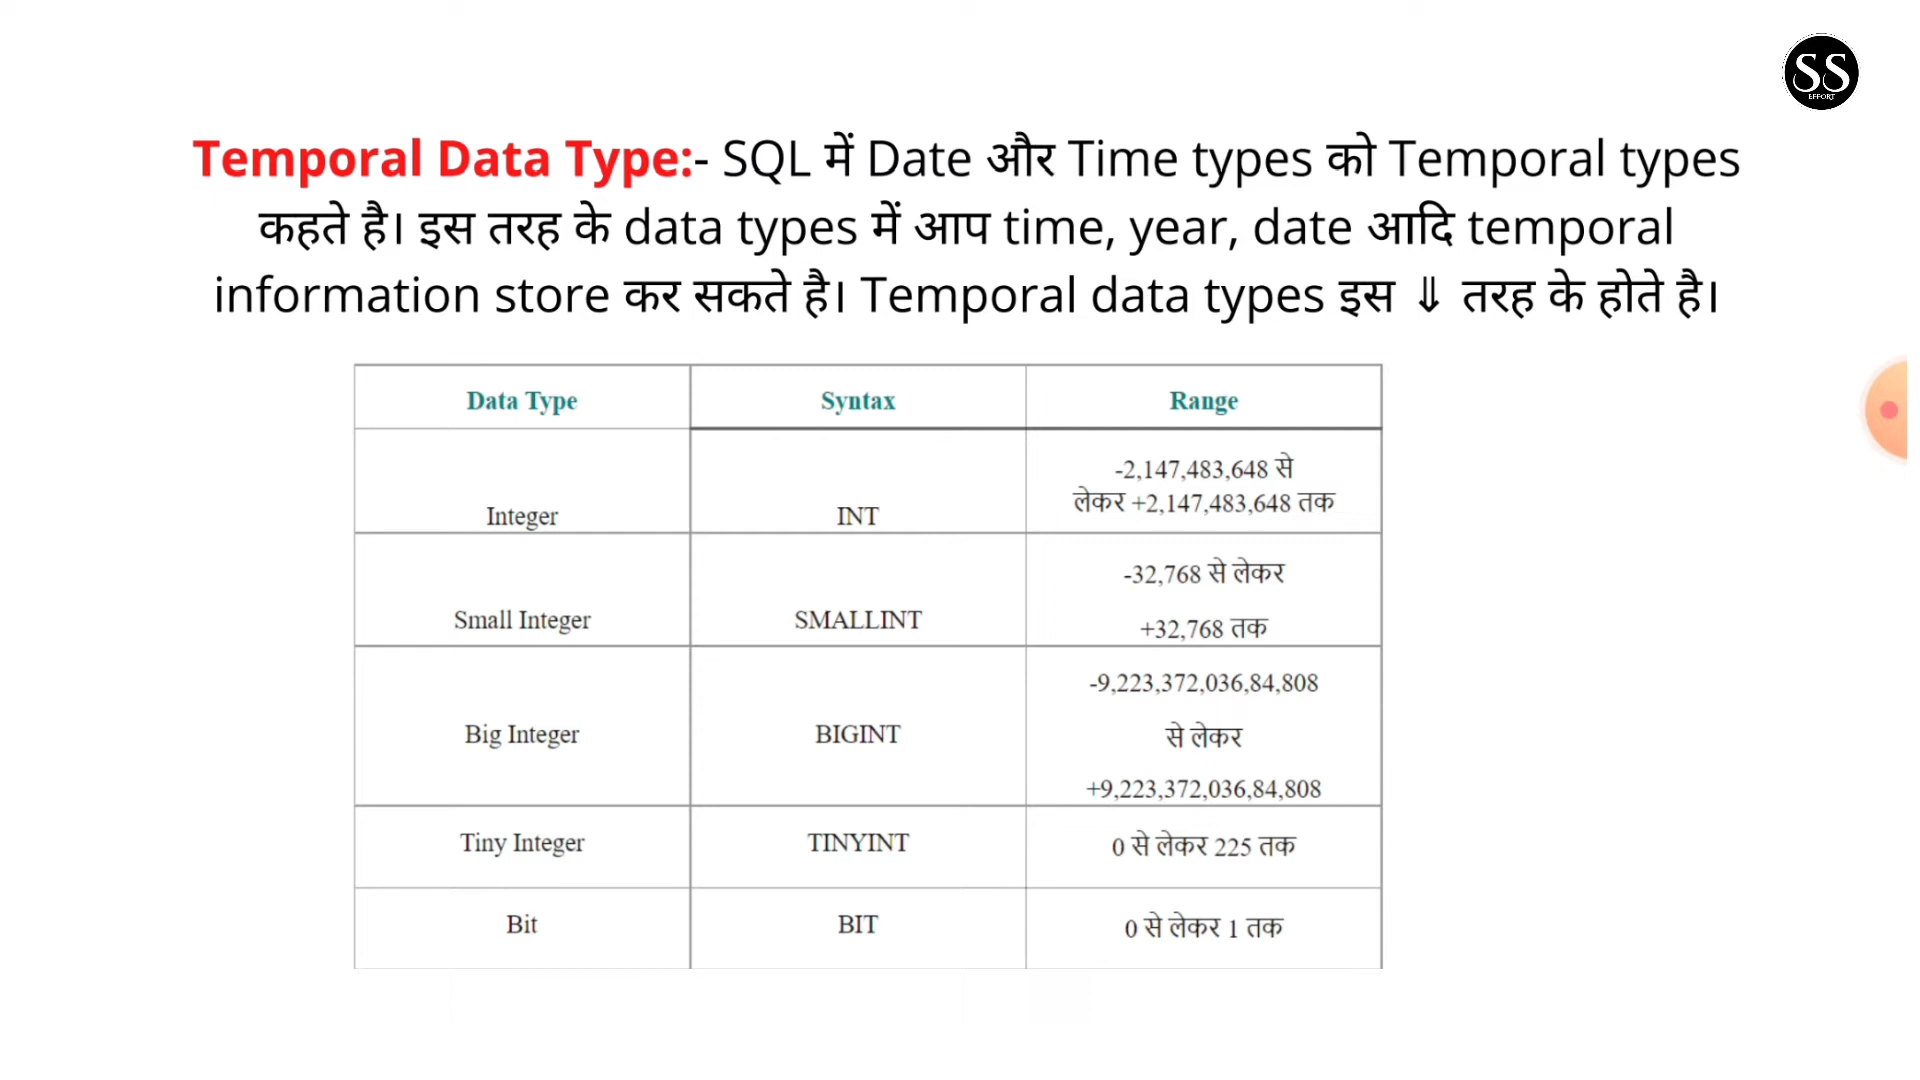 SS
EFFORT
Temporal Data Type:- SQL में Date और Time types को Temporal types
कहते है। इस तरह के data types में आप time, year, date आदि temporal
information store कर सकते है। Temporal data types इस ⇓ तरह के होते है।
Data Type Syntax Range
Integer INT -2,147,483,648 से
लेकर +2,147,483,648 तक
Small Integer SMALLINT -32,768 से लेकर
+32,768 तक
Big Integer BIGINT -9,223,372,036,84,808
से लेकर
+9,223,372,036,84,808
Tiny Integer TINYINT 0 से लेकर 225 तक
Bit BIT 0 से लेकर 1 तक